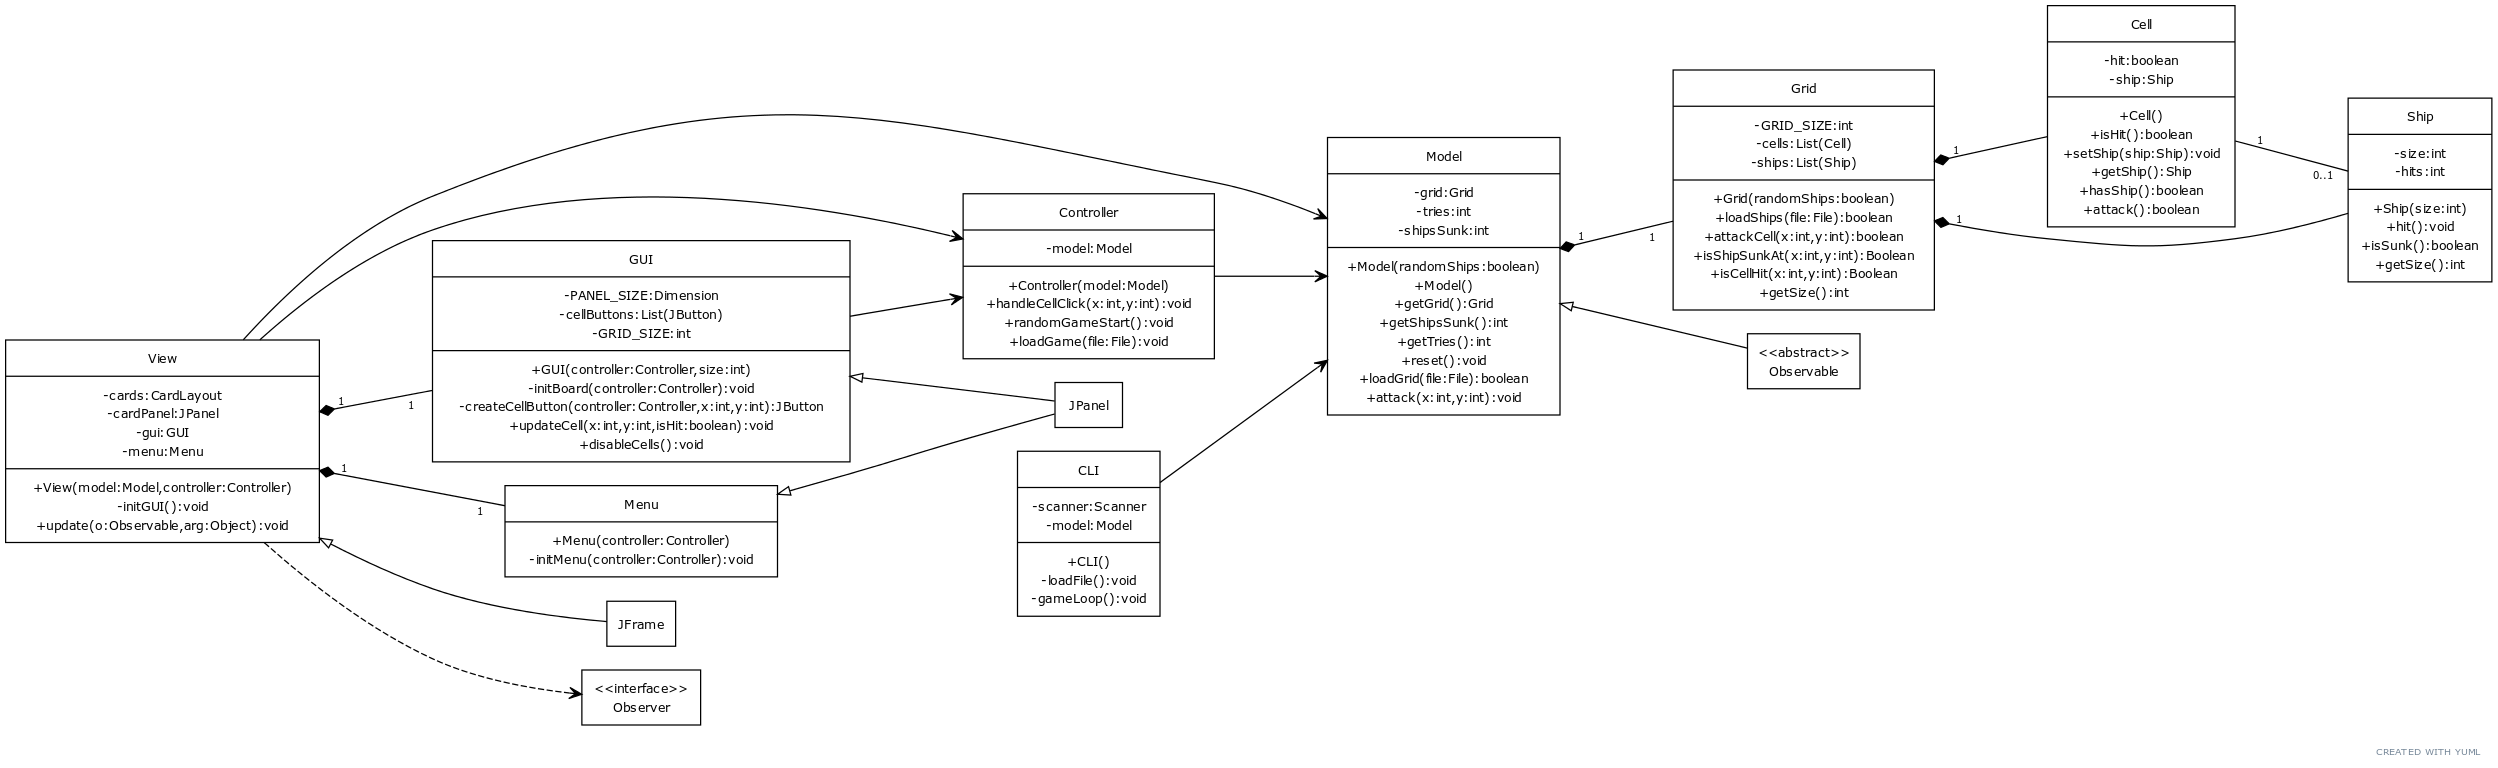 View
-cards:CardLayout
-cardPanel:JPanel
-gui:GUI
-menu:Menu
+View(model:Model,controller:Controller)
-initGUI():void
+update(o:Observable,arg:Object):void
1
1
1
1
GUI
-PANEL_SIZE:Dimension
-cellButtons:List(JButton)
-GRID_SIZE:int
+GUI(controller:Controller,size:int)
-initBoard(controller:Controller):void
-createCellButton(controller:Controller,x:int,y:int):JButton
+updateCell(x:int,y:int,isHit:boolean):void
+disableCells():void
Menu
+Menu(controller:Controller)
-initMenu(controller:Controller):void
JFrame
<<interface>>
Observer
Controller
-model:Model
+Controller(model:Model)
+handleCellClick(x:int,y:int):void
+randomGameStart():void
+loadGame(file:File):void
JPanel
CLI
-scanner:Scanner
-model:Model
+CLI()
-loadFile():void
-gameLoop():void
Model
-grid:Grid
-tries:int
-shipsSunk:int
+Model(randomShips:boolean)
+Model()
+getGrid():Grid
+getShipsSunk():int
+getTries():int
+reset():void
+loadGrid(file:File):boolean
+attack(x:int,y:int):void
1
1
Grid
-GRID_SIZE:int
-cells:List(Cell)
-ships:List(Ship)
+Grid(randomShips:boolean)
+loadShips(file:File):boolean
+attackCell(x:int,y:int):boolean
+isShipSunkAt(x:int,y:int):Boolean
+isCellHit(x:int,y:int):Boolean
+getSize():int
<<abstract>>
Observable
1
1
Cell
-hit:boolean
-ship:Ship
+Cell()
+isHit():boolean
+setShip(ship:Ship):void
+getShip():Ship
+hasShip():boolean
+attack():boolean
1
0..1
Ship
-size:int
-hits:int
+Ship(size:int)
+hit():void
+isSunk():boolean
+getSize():int
CREATED WITH YUML